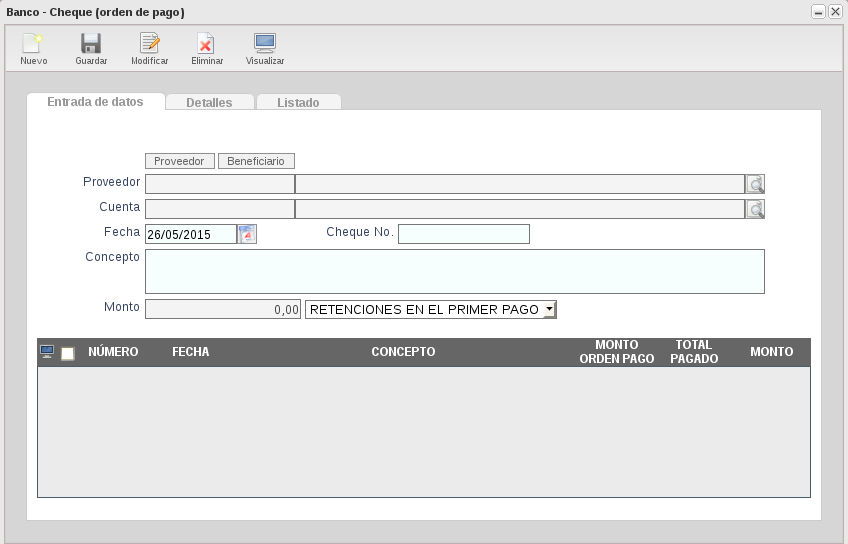 Banco - Cheque (orden de pago)
Nuevo Guardar Modificar Eliminar Visualizar
Entrada de datos Detalles Listado
Proveedor Beneficiario
Proveedor
Cuenta
Fecha 26/05/2015 Cheque No.
Concepto
Monto 0,00 RETENCIONES EN EL PRIMER PAGO
NÚMERO FECHA CONCEPTO MONTO ORDEN PAGO TOTAL PAGADO MONTO